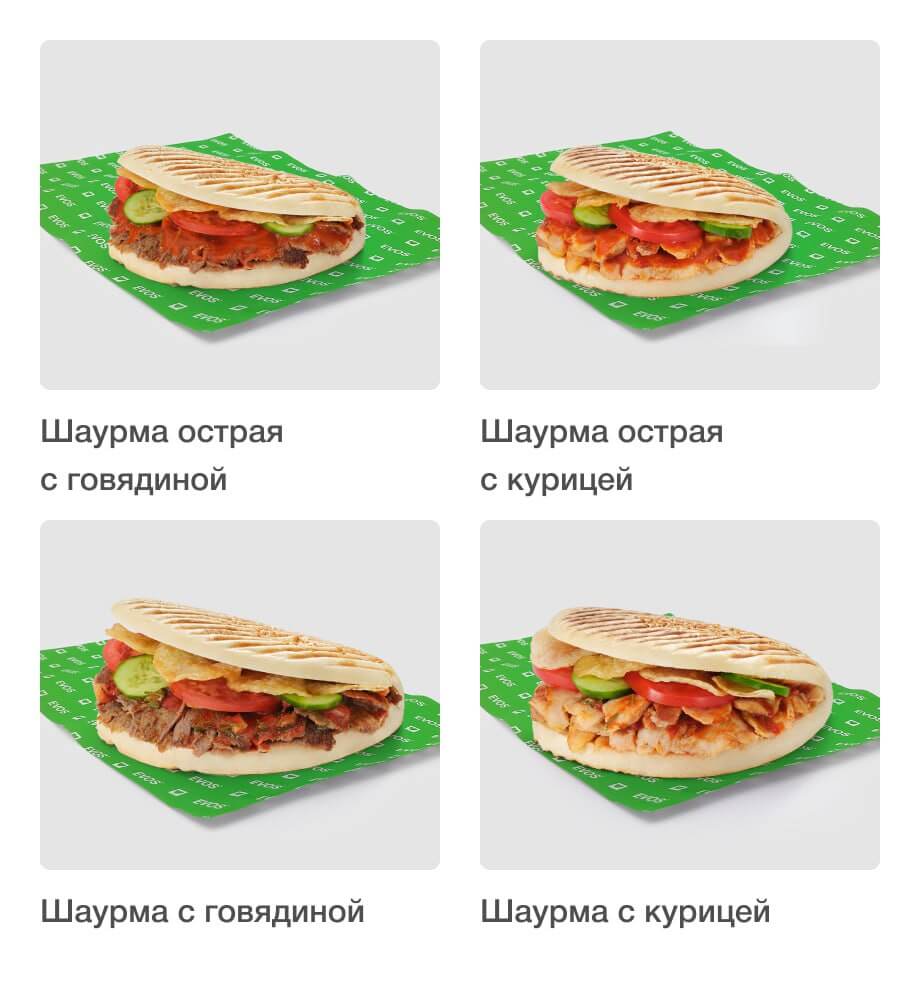 EVOS
EVOS
Шаурма острая
с говядиной
Шаурма острая
с курицей
EVOS
EVOS
Шаурма с говядиной
Шаурма с курицей